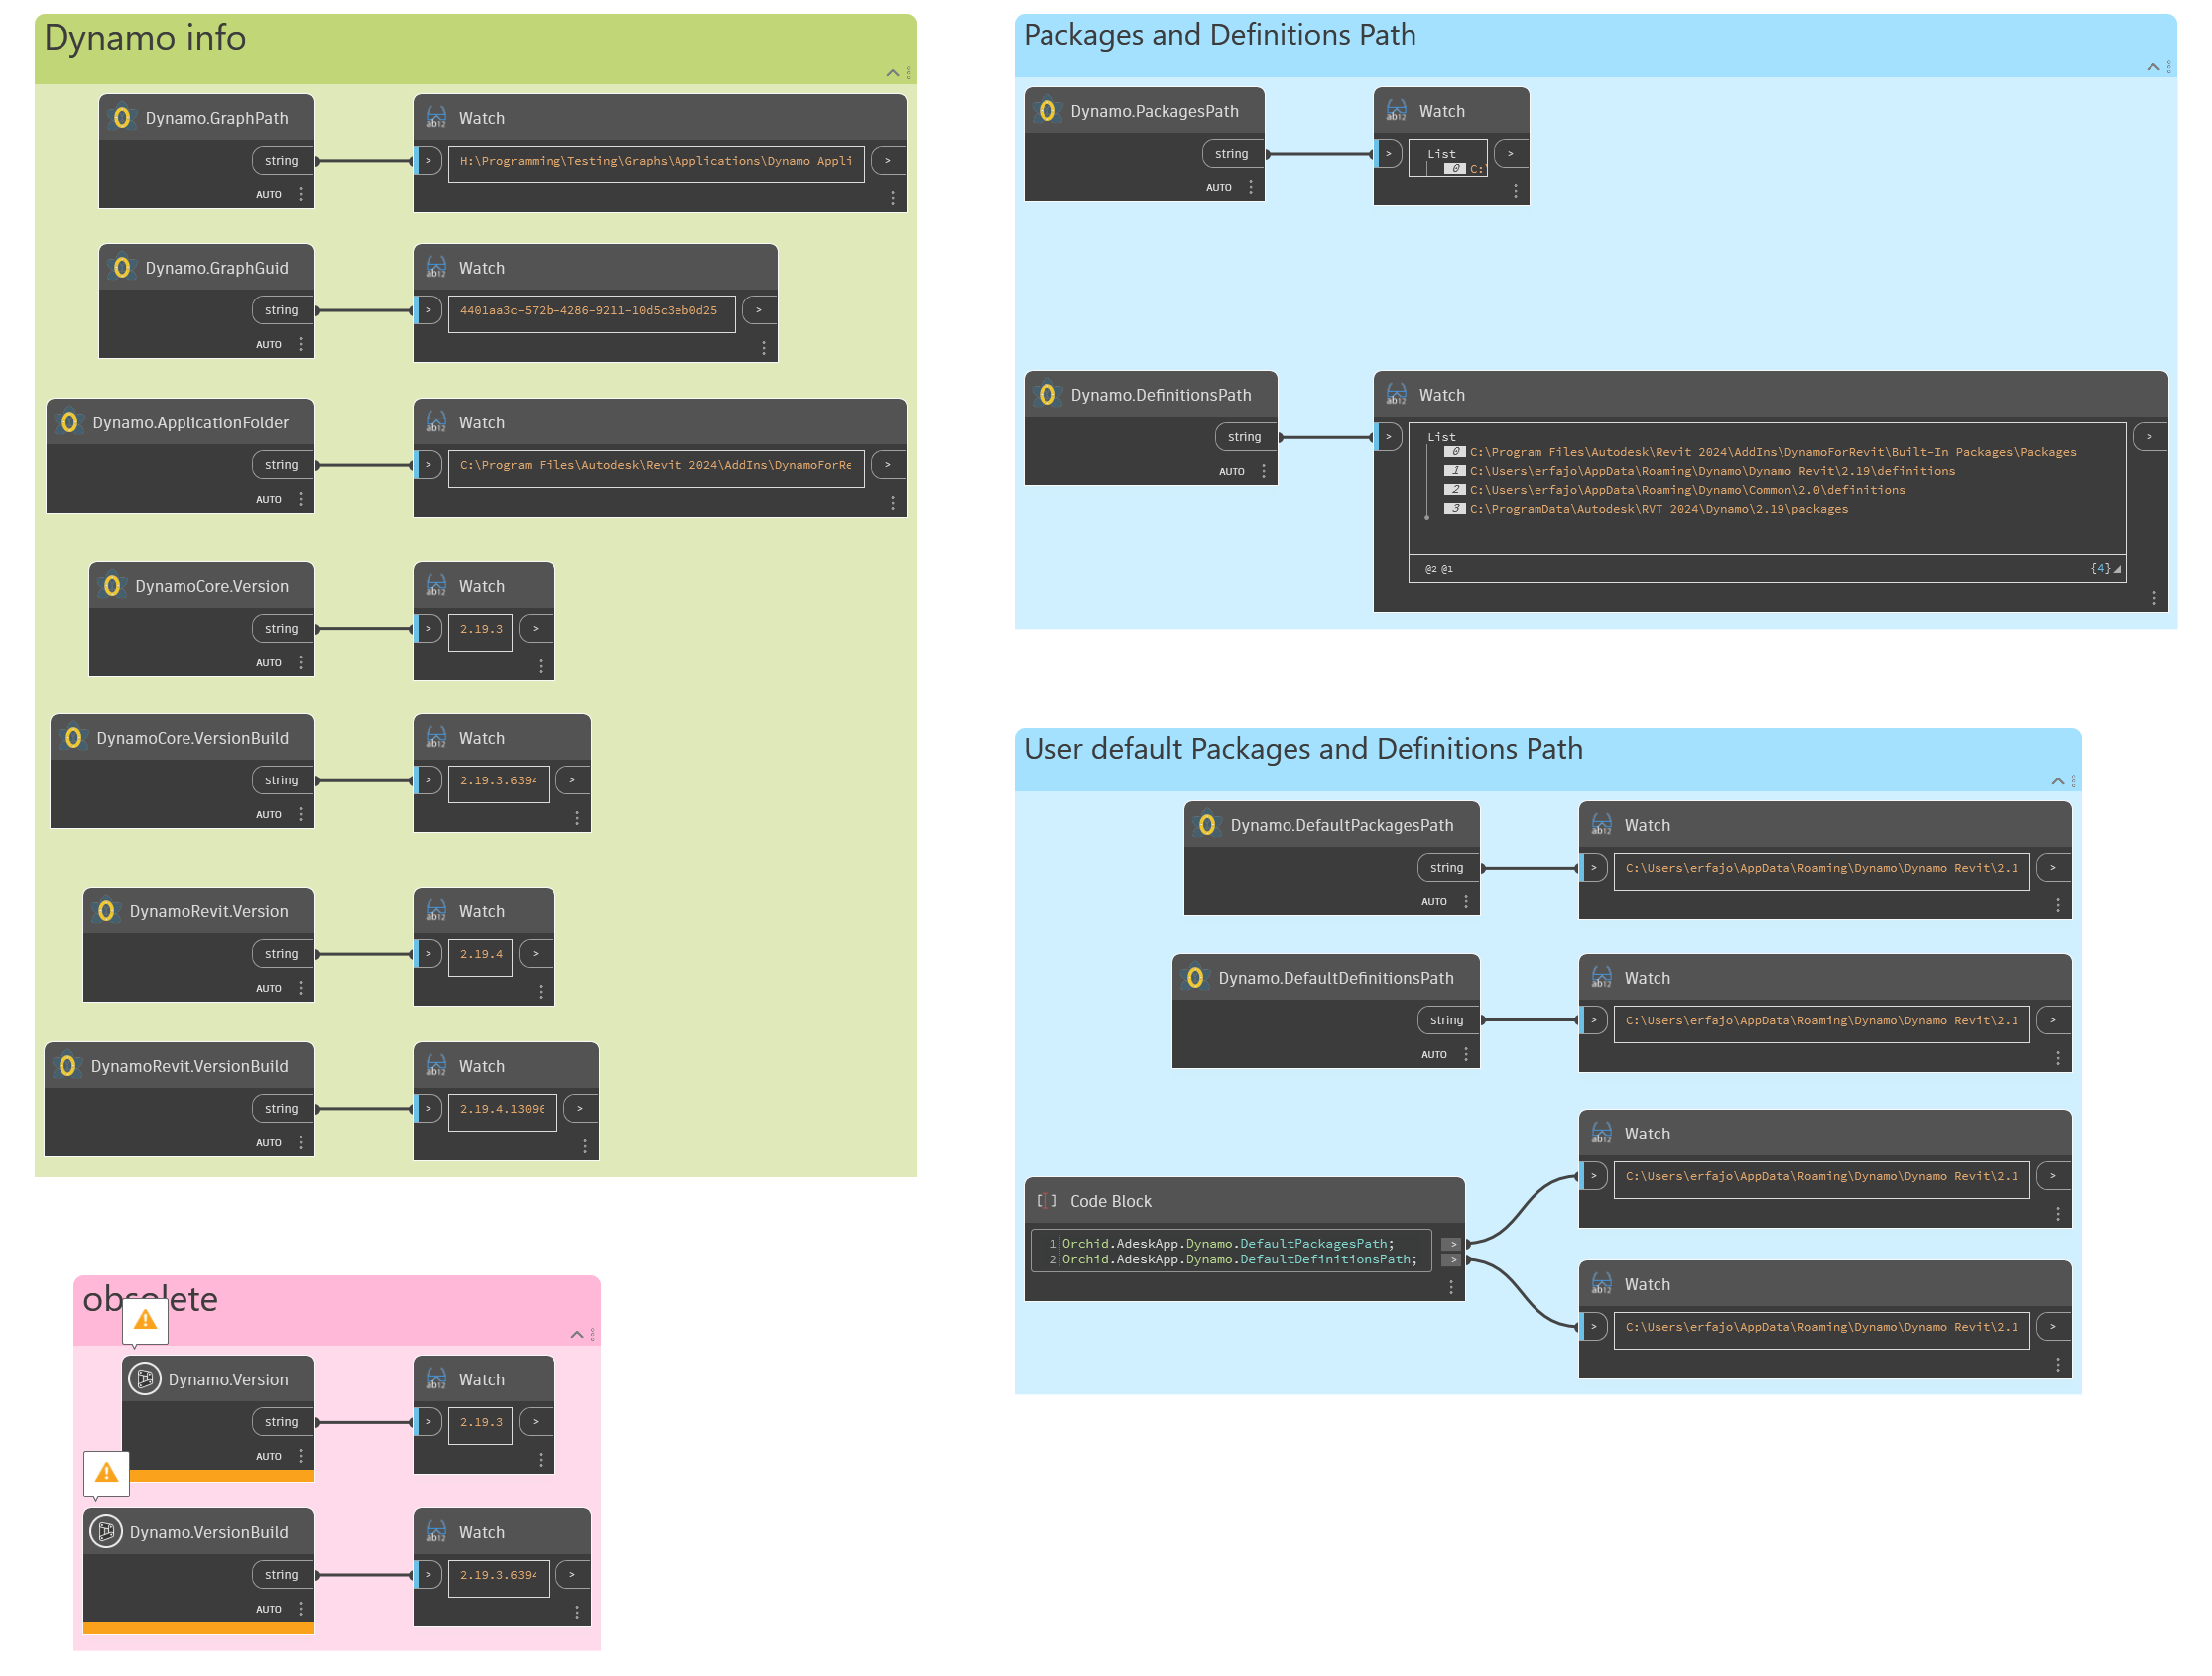 Dynamo info
Dynamo.GraphPath
string
AUTO
Watch
>
H:\Programming\Testing\Graphs\Applications\Dynamo Appli
>
Dynamo.GraphGuid
string
AUTO
Watch
>
4401aa3c-572b-4286-9211-10d5c3eb0d25
>
Dynamo.ApplicationFolder
string
AUTO
Watch
>
C:\Program Files\Autodesk\Revit 2024\AddIns\DynamoForRe
>
DynamoCore.Version
string
AUTO
Watch
>
2.19.3
>
DynamoCore.VersionBuild
string
AUTO
Watch
>
2.19.3.6394
>
DynamoRevit.Version
string
AUTO
Watch
>
2.19.4
>
DynamoRevit.VersionBuild
string
AUTO
Watch
>
2.19.4.13096
>
obsolete
Dynamo.Version
string
AUTO
Watch
>
2.19.3
>
Dynamo.VersionBuild
string
AUTO
Watch
>
2.19.3.6394
>
Packages and Definitions Path
Dynamo.PackagesPath
string
AUTO
Watch
>
List
0 C:\
>
Dynamo.DefinitionsPath
string
AUTO
Watch
>
List
0 C:\Program Files\Autodesk\Revit 2024\AddIns\DynamoForRevit\Built-In Packages\Packages
1 C:\Users\erfajo\AppData\Roaming\Dynamo\Dynamo Revit\2.19\definitions
2 C:\Users\erfajo\AppData\Roaming\Dynamo\Common\2.0\definitions
3 C:\ProgramData\Autodesk\RVT 2024\Dynamo\2.19\packages
@2 @1 {4}
>
User default Packages and Definitions Path
Dynamo.DefaultPackagesPath
string
AUTO
Watch
>
C:\Users\erfajo\AppData\Roaming\Dynamo\Dynamo Revit\2.1
>
Dynamo.DefaultDefinitionsPath
string
AUTO
Watch
>
C:\Users\erfajo\AppData\Roaming\Dynamo\Dynamo Revit\2.1
>
Code Block
1 Orchid.AdeskApp.Dynamo.DefaultPackagesPath; >
2 Orchid.AdeskApp.Dynamo.DefaultDefinitionsPath; >
Watch
>
C:\Users\erfajo\AppData\Roaming\Dynamo\Dynamo Revit\2.1
>
Watch
>
C:\Users\erfajo\AppData\Roaming\Dynamo\Dynamo Revit\2.1
>